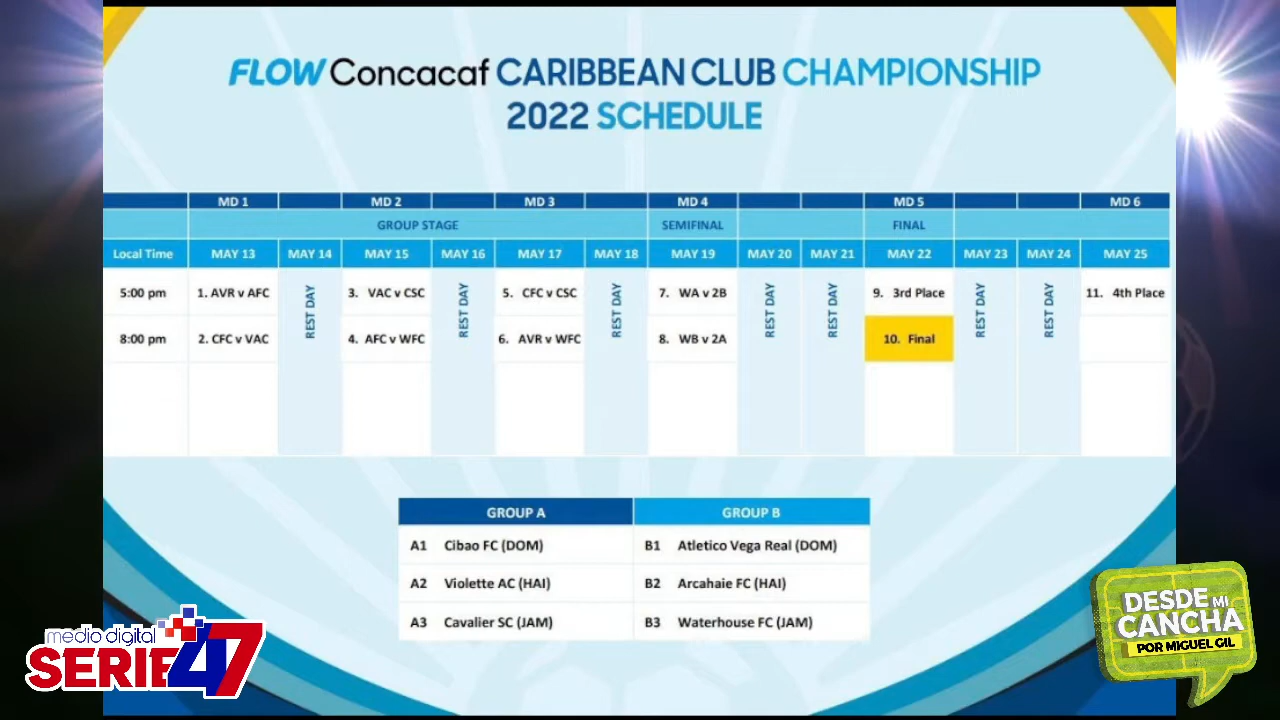 FLOW Concacaf CARIBBEAN CLUB CHAMPIONSHIP
2022 SCHEDULE
MD 1 MD 2 MD 3 MD 4 MD 5 MD 6
GROUP STAGE SEMIFINAL FINAL
Local Time MAY 13 MAY 14 MAY 15 MAY 16 MAY 17 MAY 18 MAY 19 MAY 20 MAY 21 MAY 22 MAY 23 MAY 24 MAY 25
5:00 pm 1. AVR v AFC REST DAY 3. VAC v CSC REST DAY 5. CFC v CSC REST DAY 7. WA v 2B REST DAY REST DAY 9. 3rd Place REST DAY REST DAY 11. 4th Place
8:00 pm 2. CFC v VAC 4. AFC v WFC 6. AVR v WFC 8. WB v 2A 10. Final
GROUP A GROUP B
A1 Cibao FC (DOM) B1 Atletico Vega Real (DOM)
A2 Violette AC (HAI) B2 Arcahaie FC (HAI)
A3 Cavalier SC (JAM) B3 Waterhouse FC (JAM)
medio digital
SERIE 47
DESDE MI
CANCHA
POR MIGUEL GIL